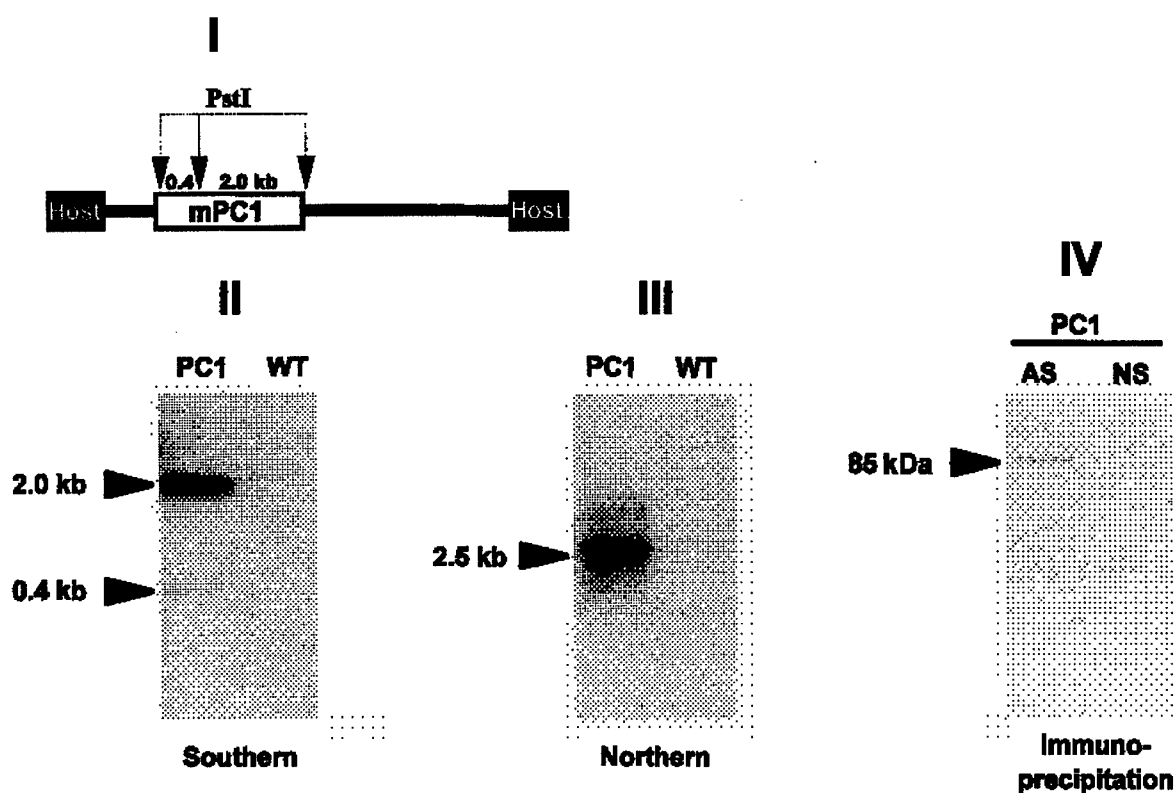 I
PstI
0.4 2.0 kb
Host mPC1 Host
II
PC1 WT
2.0 kb
0.4 kb
Southern
III
PC1 WT
2.5 kb
Northern
IV
PC1
AS NS
85 kDa
Immuno-
precipitation